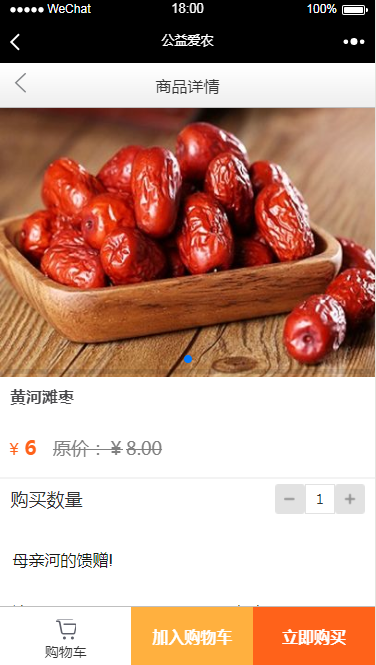 WeChat 18:00 100%
公益爱农
商品详情
黄河滩枣
¥ 6 原价：¥ 8.00
购买数量 － 1 +
母亲河的馈赠!
购物车 加入购物车 立即购买